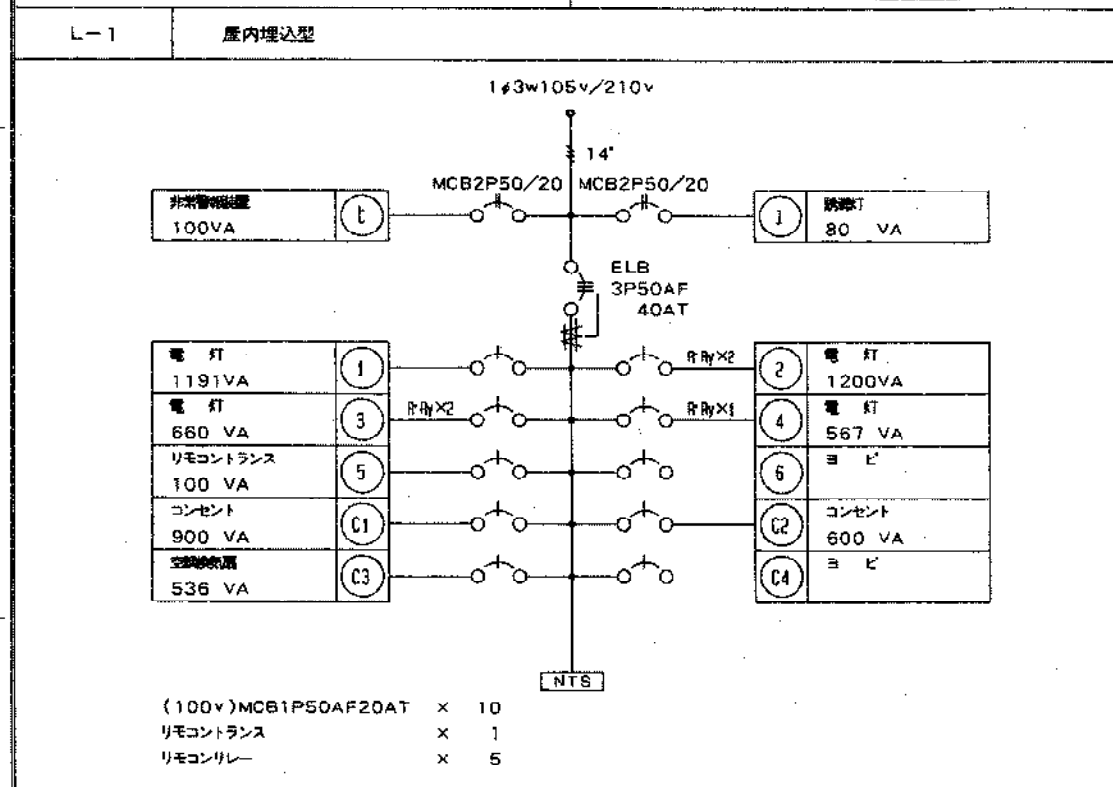 L-1 屋内埋込型
1φ3w105v/210v
14°
MCB2P50/20 MCB2P50/20
非常警報装置 t 100VA
1 誘導灯 80 VA
ELB
3P50AF
40AT
電 灯 1 1191VA
RRy×2 2 電 灯 1200VA
電 灯 3 660 VA RRy×2
RRy×1 4 電 灯 567 VA
リモコントランス 5 100 VA
6 ヨ ビ
コンセント C1 900 VA
C2 コンセント 600 VA
空調換気扇 C3 536 VA
C4 ヨ ビ
NTS
(100v)MCB1P50AF20AT × 10
リモコントランス × 1
リモコンリレー × 5